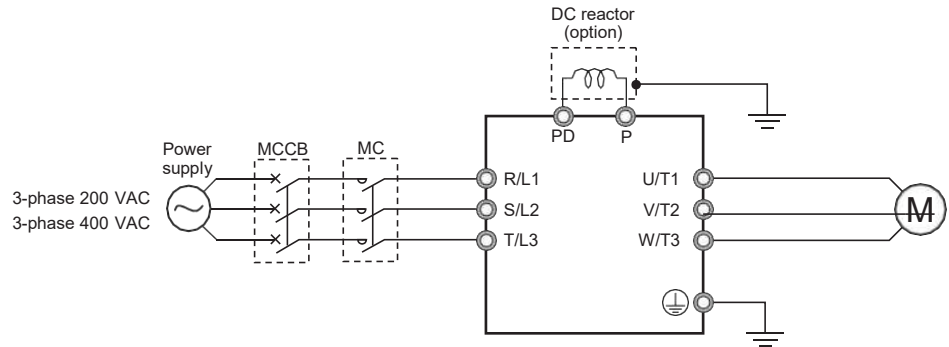 DC reactor
(option)
PD
P
Power
supply
MCCB
MC
3-phase 200 VAC
3-phase 400 VAC
R/L1
S/L2
T/L3
U/T1
V/T2
W/T3
M